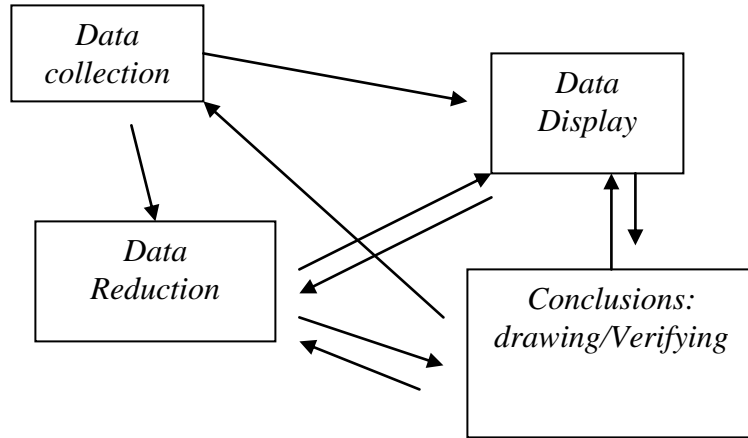 Data
collection
Data
Display
Data
Reduction
Conclusions:
drawing/Verifying